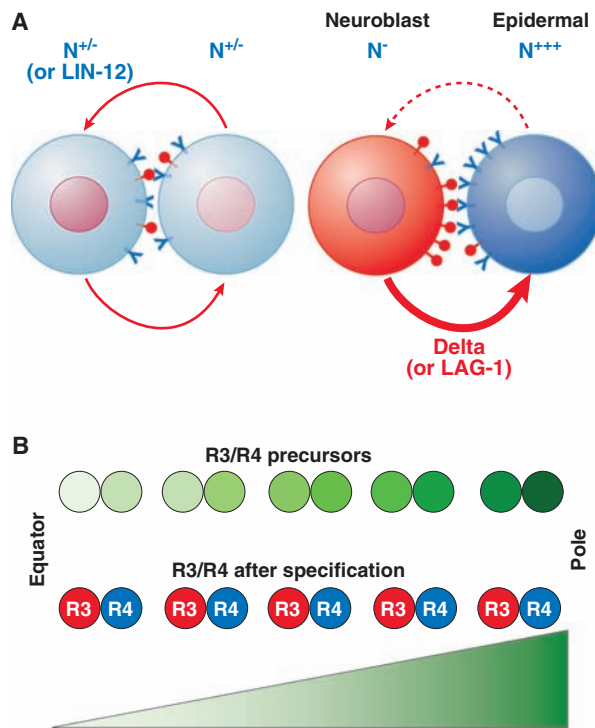 A
Neuroblast Epidermal
N+/- N+/- N- N+++
(or LIN-12)
Delta
(or LAG-1)
B
R3/R4 precursors
Equator
Pole
R3/R4 after specification
R3 R4 R3 R4 R3 R4 R3 R4 R3 R4